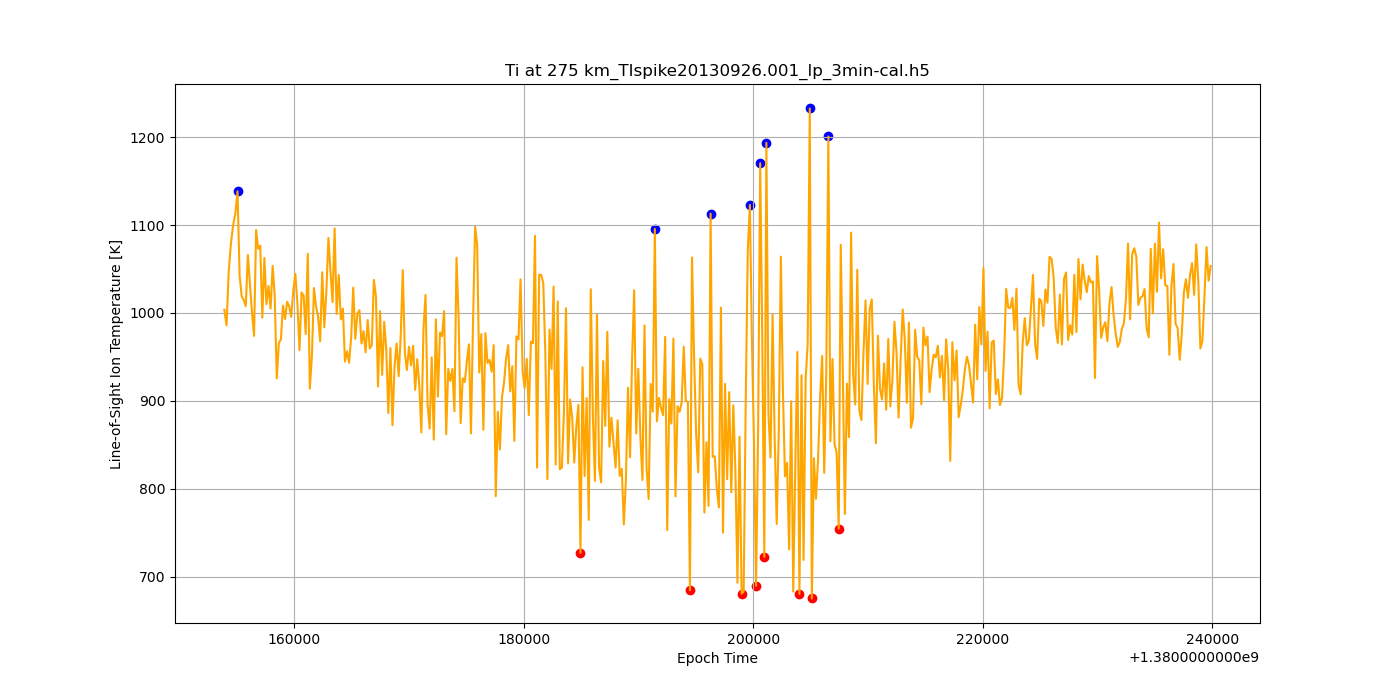 Ti at 275 km_TIspike20130926.001_lp_3min-cal.h5
Line-of-Sight Ion Temperature [K]
1200
1100
1000
900
800
700
160000 180000 200000 220000 240000
Epoch Time
+1.3800000000e9